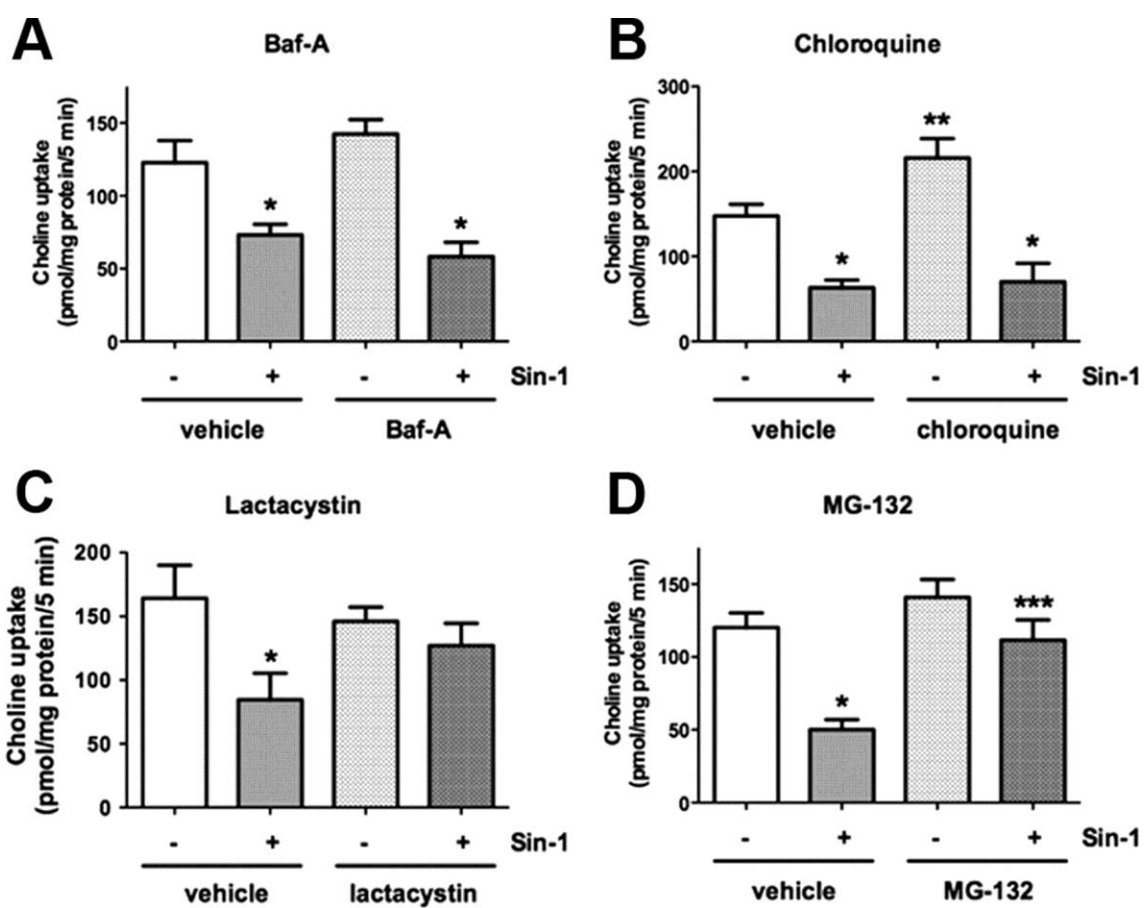 A
Baf-A
Choline uptake
(pmol/mg protein/5 min)
150
100
50
0
*
*
- + - + Sin-1
vehicle Baf-A
B
Chloroquine
Choline uptake
(pmol/mg protein/5 min)
300
200
100
0
*
**
*
- + - + Sin-1
vehicle chloroquine
C
Lactacystin
Choline uptake
(pmol/mg protein/5 min)
200
150
100
50
0
*
- + - + Sin-1
vehicle lactacystin
D
MG-132
Choline uptake
(pmol/mg protein/5 min)
150
100
50
0
*
***
- + - + Sin-1
vehicle MG-132